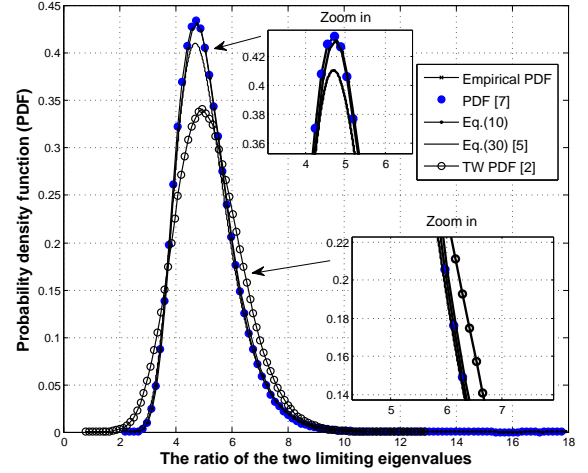 Zoom in
0.45
0.4
0.35
0.3
0.25
0.2
0.15
0.1
0.05
0
Probability density function (PDF)
0.42
0.4
0.38
0.36
4 5 6
Empirical PDF
PDF [7]
Eq.(10)
Eq.(30) [5]
TW PDF [2]
Zoom in
0.22
0.2
0.18
0.16
0.14
5 6 7
0 2 4 6 8 10 12 14 16 18
The ratio of the two limiting eigenvalues